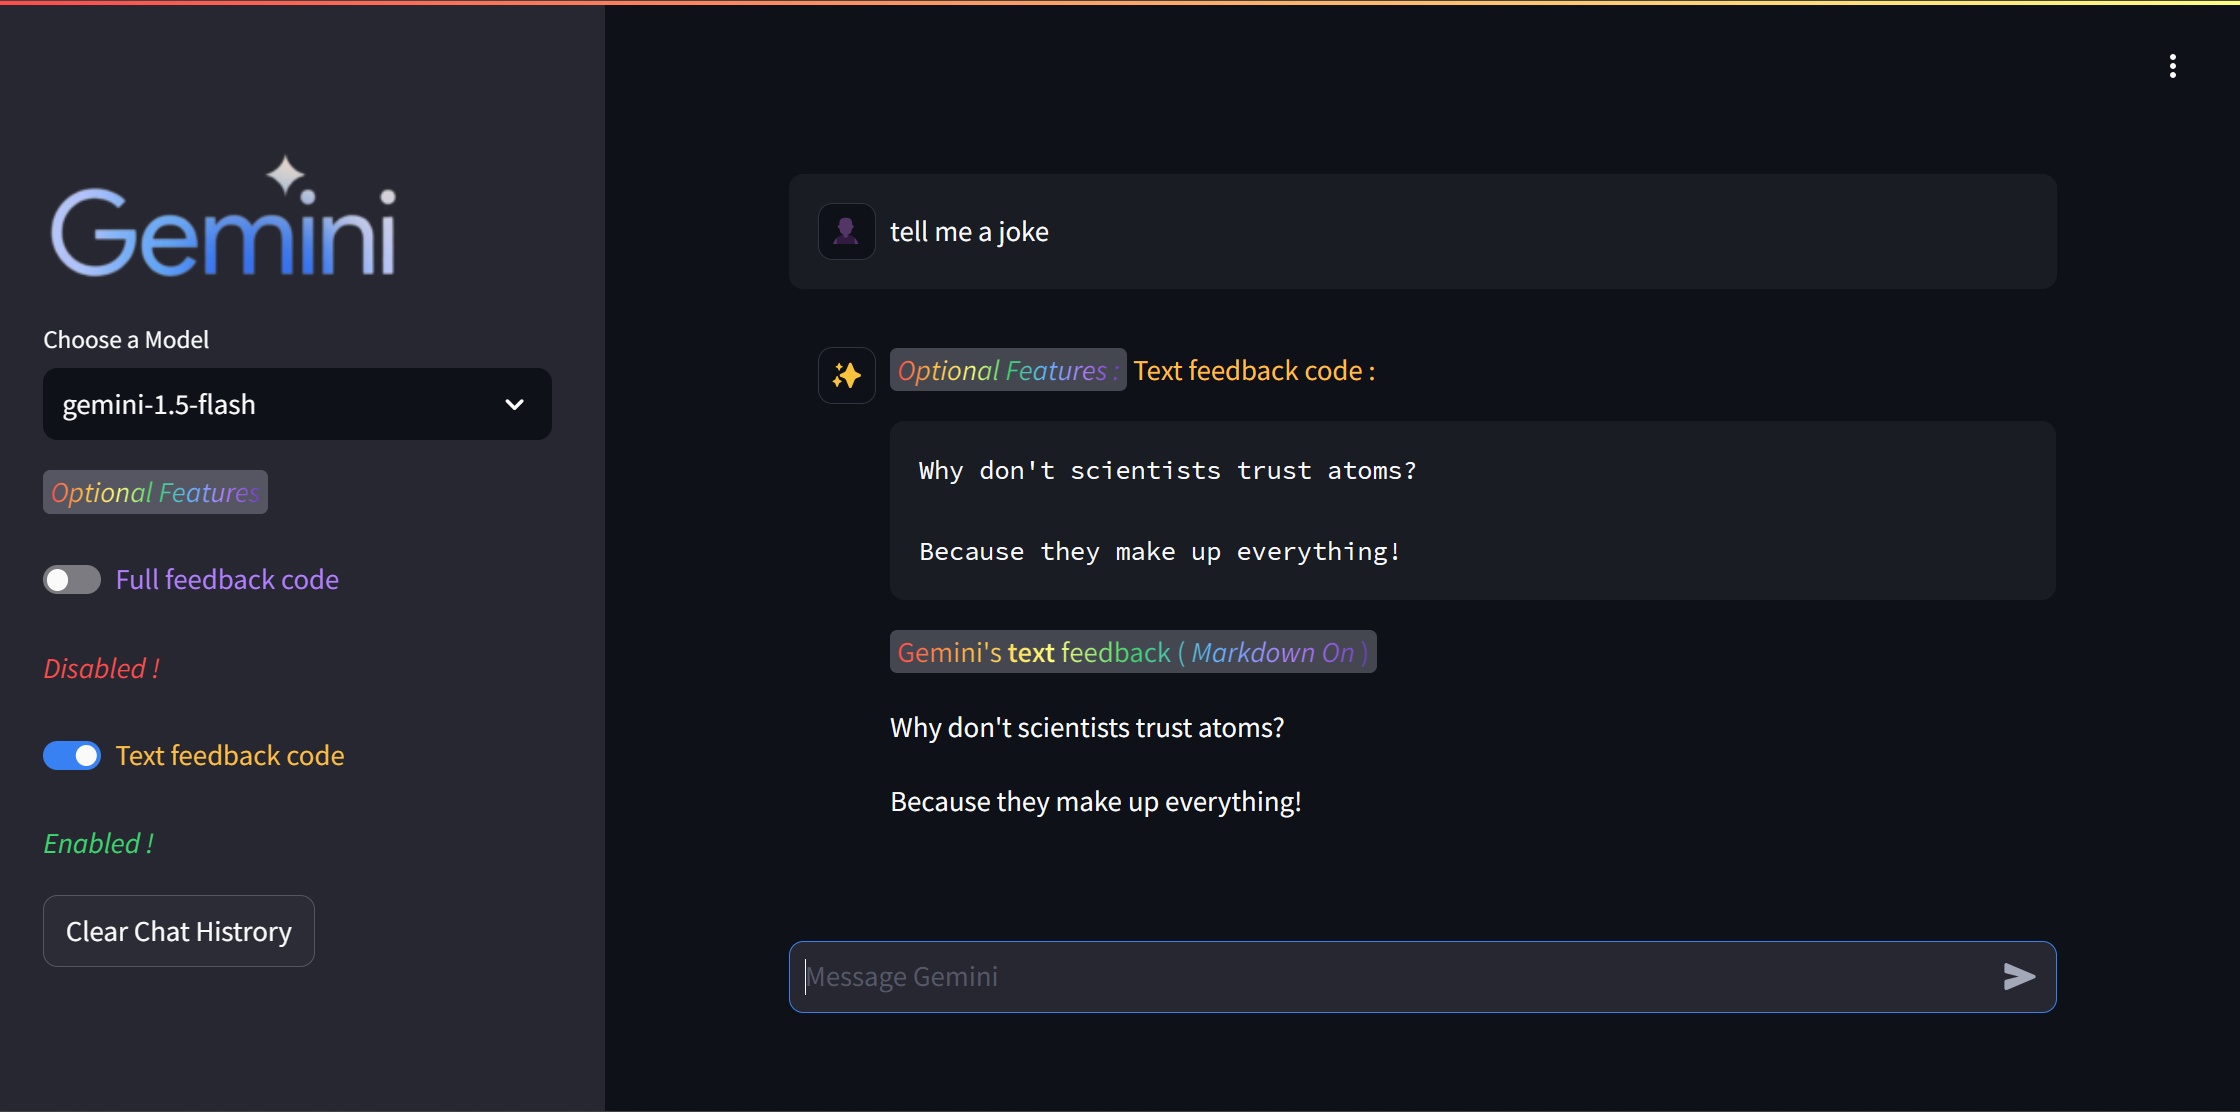 Gemini
Choose a Model
gemini-1.5-flash
Optional Features
Full feedback code
Disabled !
Text feedback code
Enabled !
Clear Chat Histrory
tell me a joke
Optional Features : Text feedback code :
Why don't scientists trust atoms?
Because they make up everything!
Gemini's text feedback ( Markdown On )
Why don't scientists trust atoms?
Because they make up everything!
Message Gemini